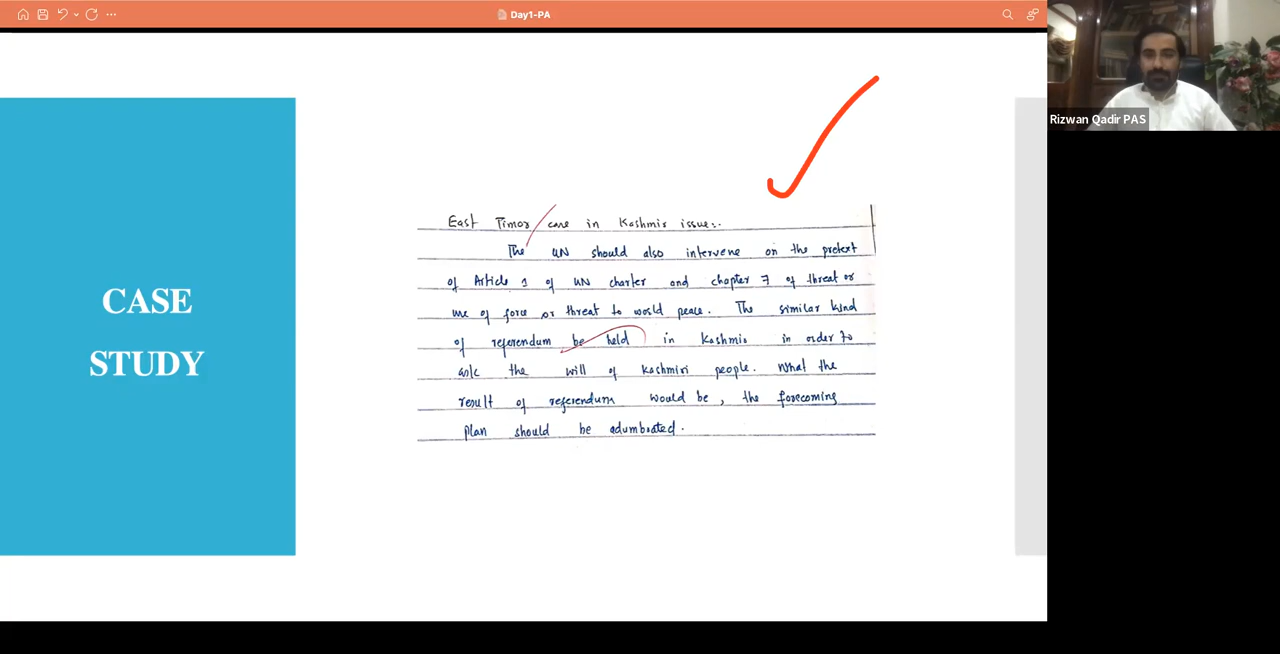 Day1-PA
Rizwan Qadir PAS
CASE
STUDY
East Timor case in Kashmir issue:-
The UN should also intervene on the pretext
of Article 1 of UN charter and chapter 7 of threat or
use of force or threat to world peace. The similar kind
of referendum be held in Kashmir in order to
ask the will of Kashmiri people. What the
result of referendum would be, the forecoming
plan should be adumbrated.